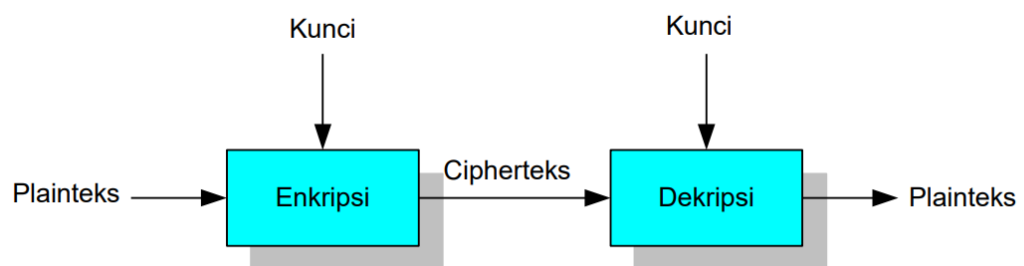 Kunci
Kunci
Plainteks
Enkripsi
Cipherteks
Dekripsi
Plainteks